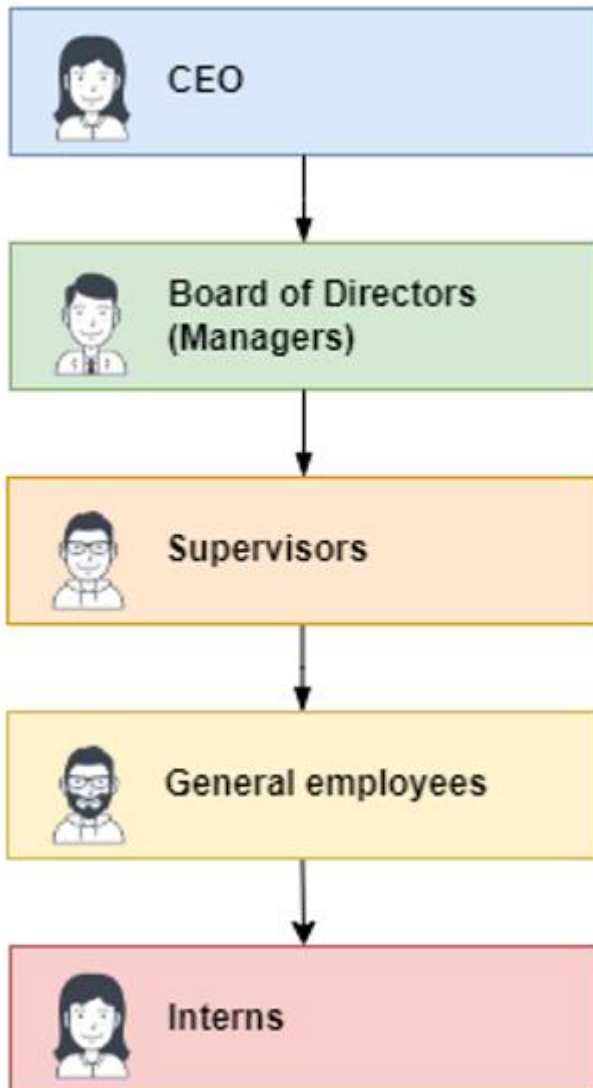 CEO
Board of Directors
(Managers)
Supervisors
General employees
Interns